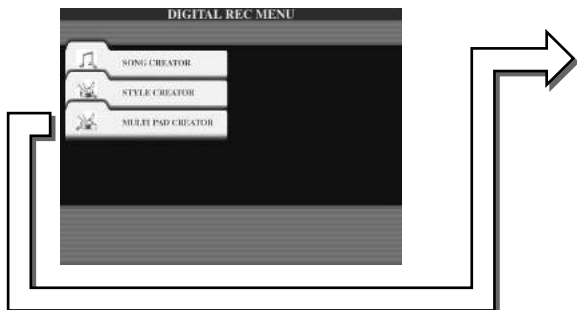 DIGITAL REC MENU
SONG CREATOR
STYLE CREATOR
MULTI PAD CREATOR